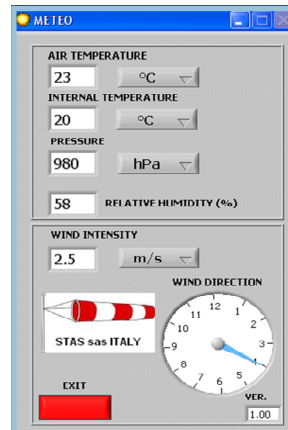 METEO
AIR TEMPERATURE
23 °C
INTERNAL TEMPERATURE
20 °C
PRESSURE
980 hPa
58 RELATIVE HUMIDITY (%)
WIND INTENSITY
2.5 m/s
WIND DIRECTION
STAS sas ITALY
12 1 2 3 4 5 6 7 8 9 10 11
EXIT
VER.
1.00